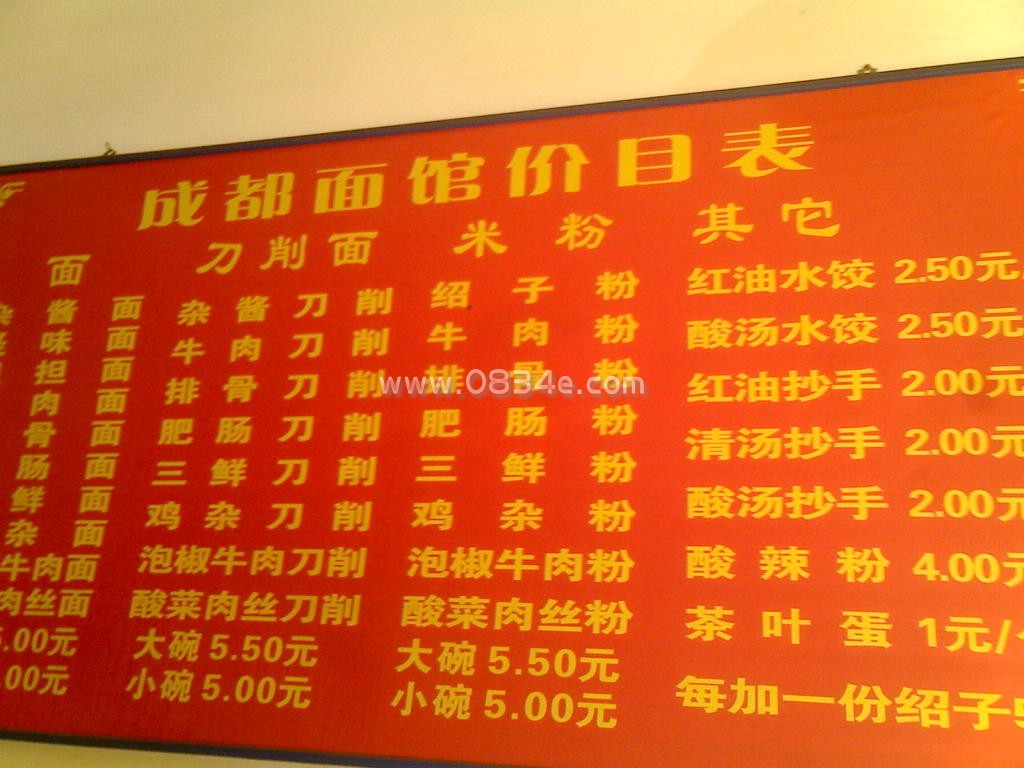 成都面馆价目表
面 刀削面 米粉 其它
酱面 杂酱刀削 绍子粉 红油水饺 2.50元
味面 牛肉刀削 牛肉粉 酸汤水饺 2.50元
担面 排骨刀削 排骨粉 红油抄手 2.00元
肉面 肥肠刀削 肥肠粉 清汤抄手 2.00元
骨面 三鲜刀削 三鲜粉 酸汤抄手 2.00元
肠面 鸡杂刀削 鸡杂粉 酸辣粉 4.00元
鲜面 泡椒牛肉刀削 泡椒牛肉粉 茶叶蛋 1元/
杂面 酸菜肉丝刀削 酸菜肉丝粉 每加一份绍子
牛肉面 大碗5.50元 大碗5.50元
肉丝面 小碗5.00元 小碗5.00元
.00元
.00元
www.0834e.com